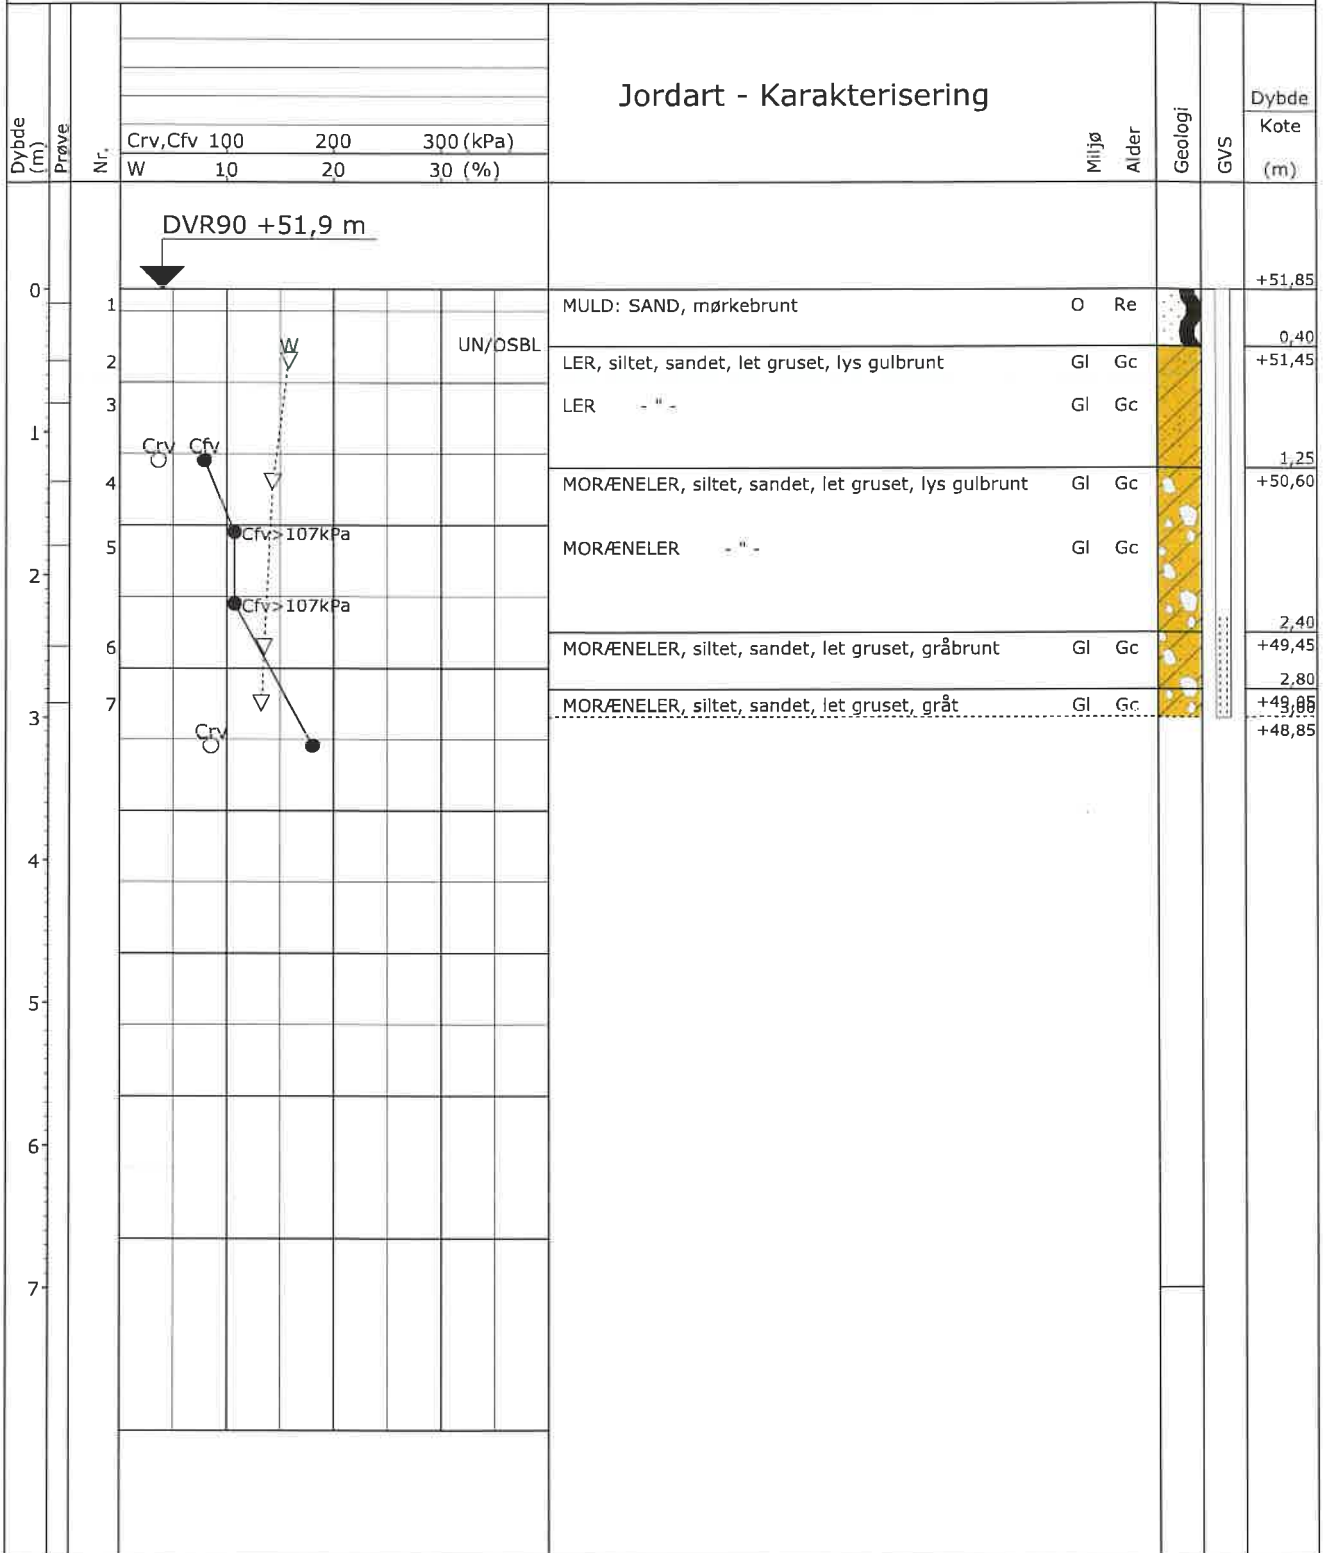 Jordart - Karakterisering
Dybde (m)
Prøve
Nr.
Crv,Cfv 100 200 300 (kPa)
W 10 20 30 (%)
Miljø
Alder
Geologi
GVS
Dybde
Kote
(m)
DVR90 +51,9 m
+51,85
0
1 MULD: SAND, mørkebrunt O Re
0,40
W UN/OSBL
2 LER, siltet, sandet, let gruset, lys gulbrunt Gl Gc +51,45
3 LER - " - Gl Gc
1
Crv Cfv
1,25
4 MORÆNELER, siltet, sandet, let gruset, lys gulbrunt Gl Gc +50,60
Cfv>107kPa
5 MORÆNELER - " - Gl Gc
2
Cfv>107kPa
2,40
6 MORÆNELER, siltet, sandet, let gruset, gråbrunt Gl Gc +49,45
2,80
7 MORÆNELER, siltet, sandet, let gruset, gråt Gl Gc +49,05
3,00
3
Crv
+48,85
4
5
6
7